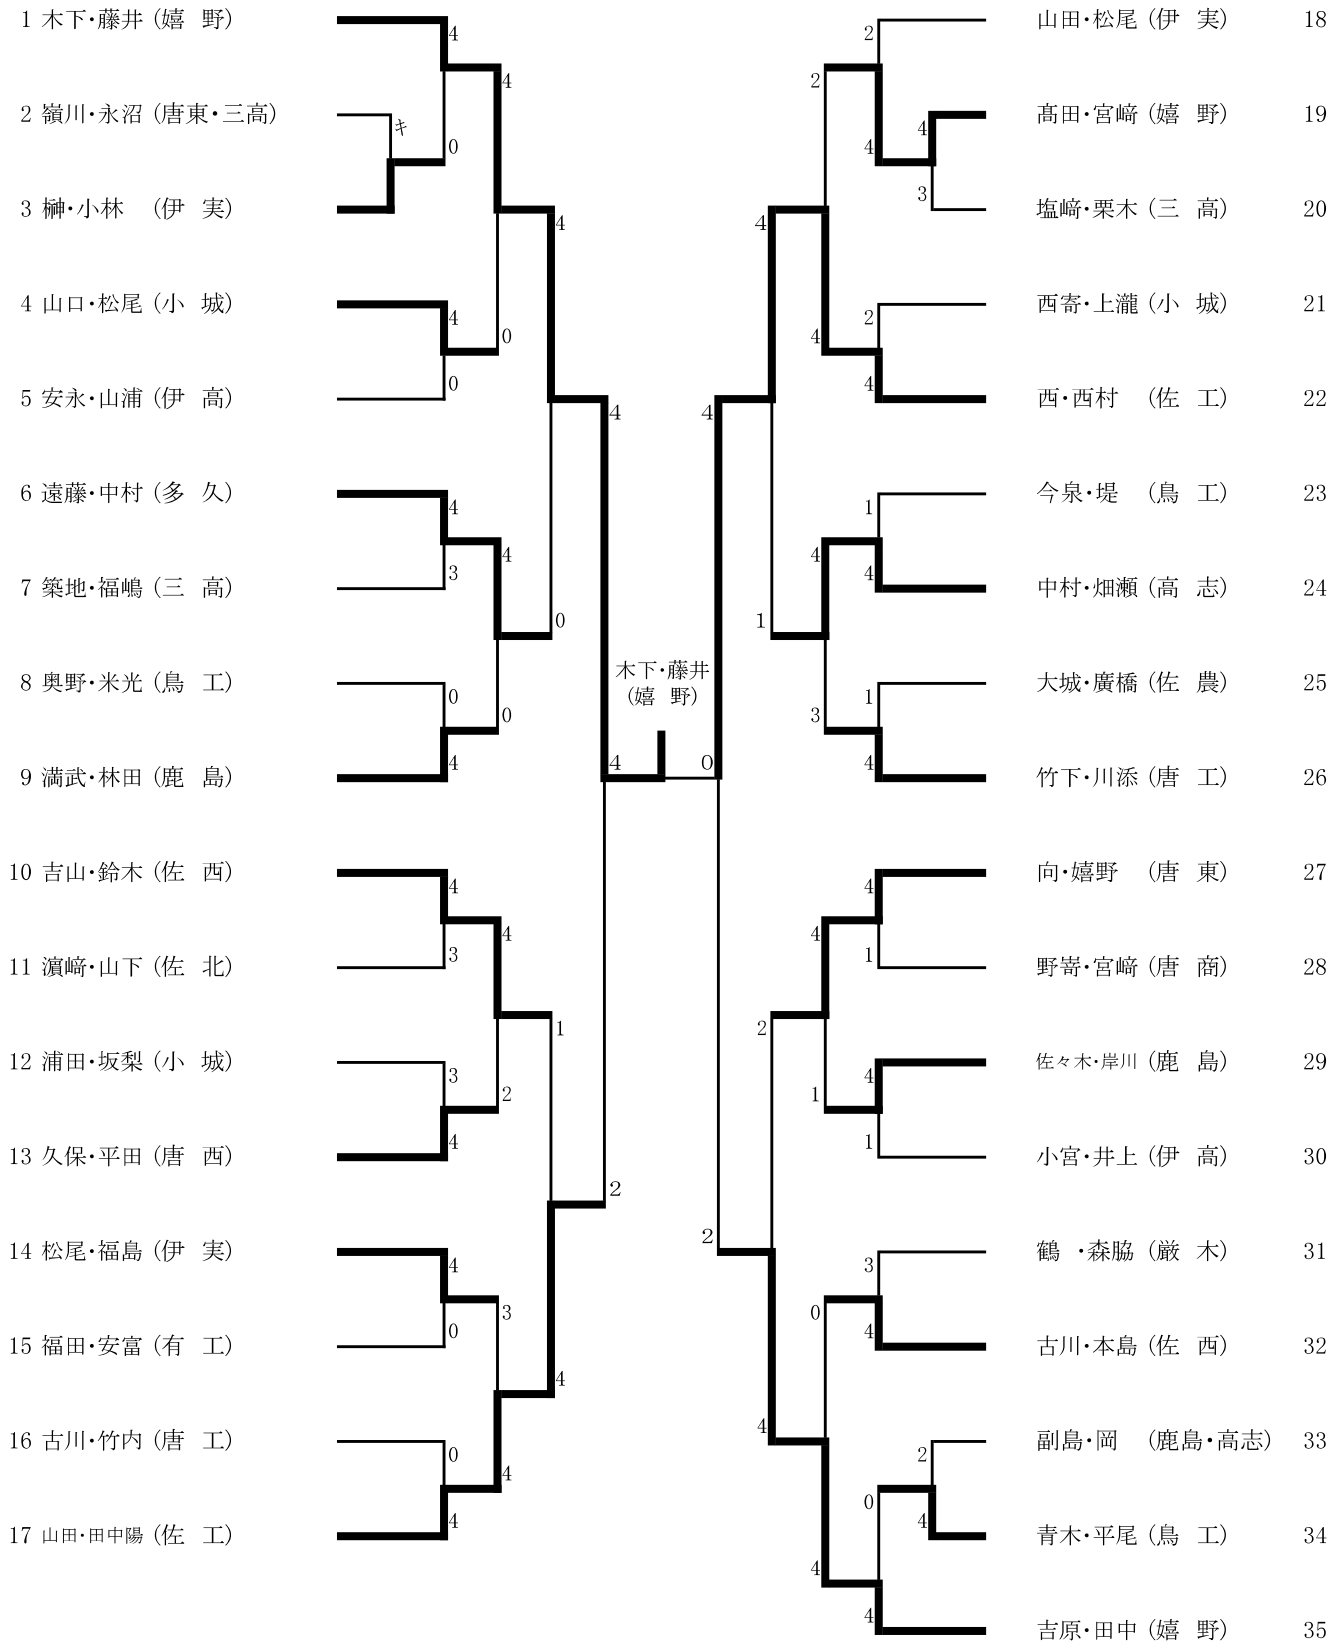 1 木下・藤井 (嬉 野)
4
4
2 嶺川・永沼 (唐東・三高)
キ
0
3 榊・小林 (伊 実)
4
4 山口・松尾 (小 城)
4
0
0
5 安永・山浦 (伊 高)
4
6 遠藤・中村 (多 久)
4
4
3
7 築地・福嶋 (三 高)
0
8 奥野・米光 (鳥 工)
0
0
4
9 満武・林田 (鹿 島)
10 吉山・鈴木 (佐 西)
4
4
3
11 濵﨑・山下 (佐 北)
1
12 浦田・坂梨 (小 城)
3
2
4
13 久保・平田 (唐 西)
2
14 松尾・福島 (伊 実)
4
3
0
15 福田・安富 (有 工)
4
16 古川・竹内 (唐 工)
0
4
4
17 山田・田中陽 (佐 工)
木下・藤井
(嬉 野)
4
0
山田・松尾 (伊 実) 18
2
2
髙田・宮﨑 (嬉 野) 19
4
4
3
塩﨑・栗木 (三 高) 20
4
西寄・上瀧 (小 城) 21
2
4
4
西・西村 (佐 工) 22
4
今泉・堤 (鳥 工) 23
1
4
4
中村・畑瀬 (高 志) 24
1
大城・廣橋 (佐 農) 25
1
3
4
竹下・川添 (唐 工) 26
向・嬉野 (唐 東) 27
4
4
1
野嵜・宮﨑 (唐 商) 28
2
佐々木・岸川 (鹿 島) 29
4
1
1
小宮・井上 (伊 高) 30
2
鶴 ・森脇 (厳 木) 31
3
0
4
古川・本島 (佐 西) 32
4
副島・岡 (鹿島・高志) 33
2
0
4
青木・平尾 (鳥 工) 34
4
4
吉原・田中 (嬉 野) 35